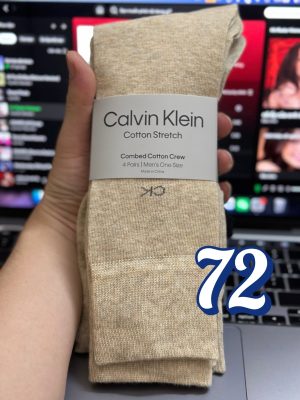 Calvin Klein
Cotton Stretch
Combed Cotton Crew
4 Pairs | Men's One Size
Made in China
CK
72